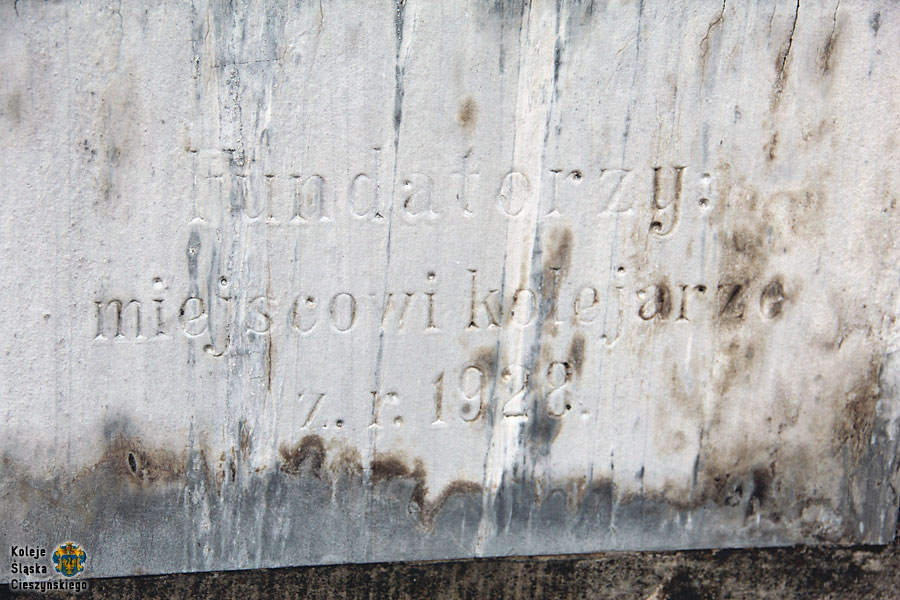 Fundatorzy:
miejscowi kolejarze
z. r. 1928.
Koleje
Śląska
Cieszyńskiego